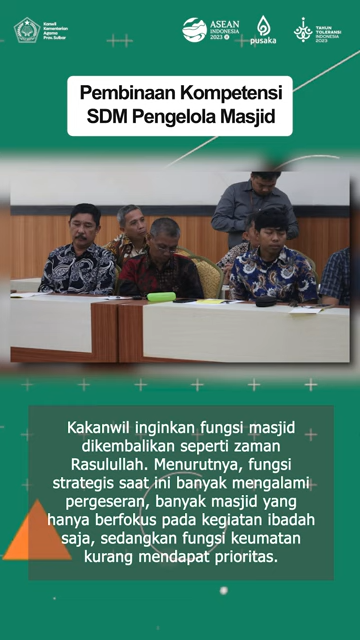 Kanwil
Kementerian
Agama
Prov. Sulbar
ASEAN
INDONESIA
2023
pusaka
TAHUN
TOLERANSI
INDONESIA
2023
Pembinaan Kompetensi
SDM Pengelola Masjid
Kakanwil inginkan fungsi masjid
dikembalikan seperti zaman
Rasulullah. Menurutnya, fungsi
strategis saat ini banyak mengalami
pergeseran, banyak masjid yang
hanya berfokus pada kegiatan ibadah
saja, sedangkan fungsi keumatan
kurang mendapat prioritas.